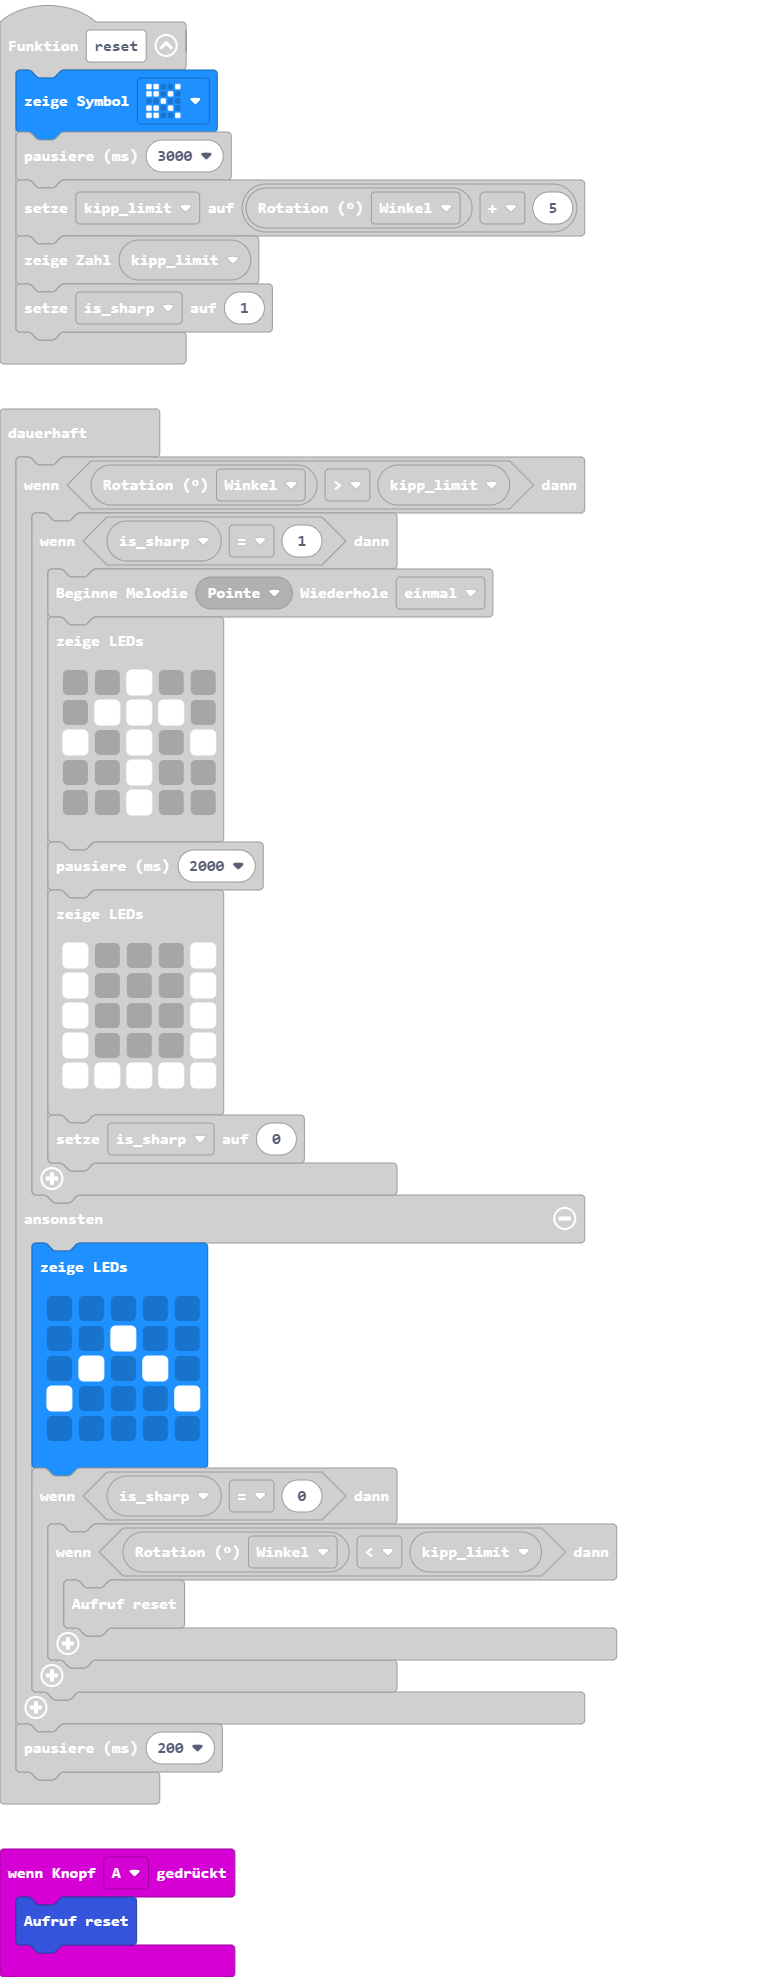 Funktion reset
zeige Symbol
pausiere (ms) 3000
setze kipp_limit auf Rotation (º) Winkel + 5
zeige Zahl kipp_limit
setze is_sharp auf 1
dauerhaft
wenn Rotation (º) Winkel > kipp_limit dann
wenn is_sharp = 1 dann
Beginne Melodie Pointe Wiederhole einmal
zeige LEDs
pausiere (ms) 2000
zeige LEDs
setze is_sharp auf 0
ansonsten
zeige LEDs
wenn is_sharp = 0 dann
wenn Rotation (º) Winkel < kipp_limit dann
Aufruf reset
pausiere (ms) 200
wenn Knopf A gedrückt
Aufruf reset